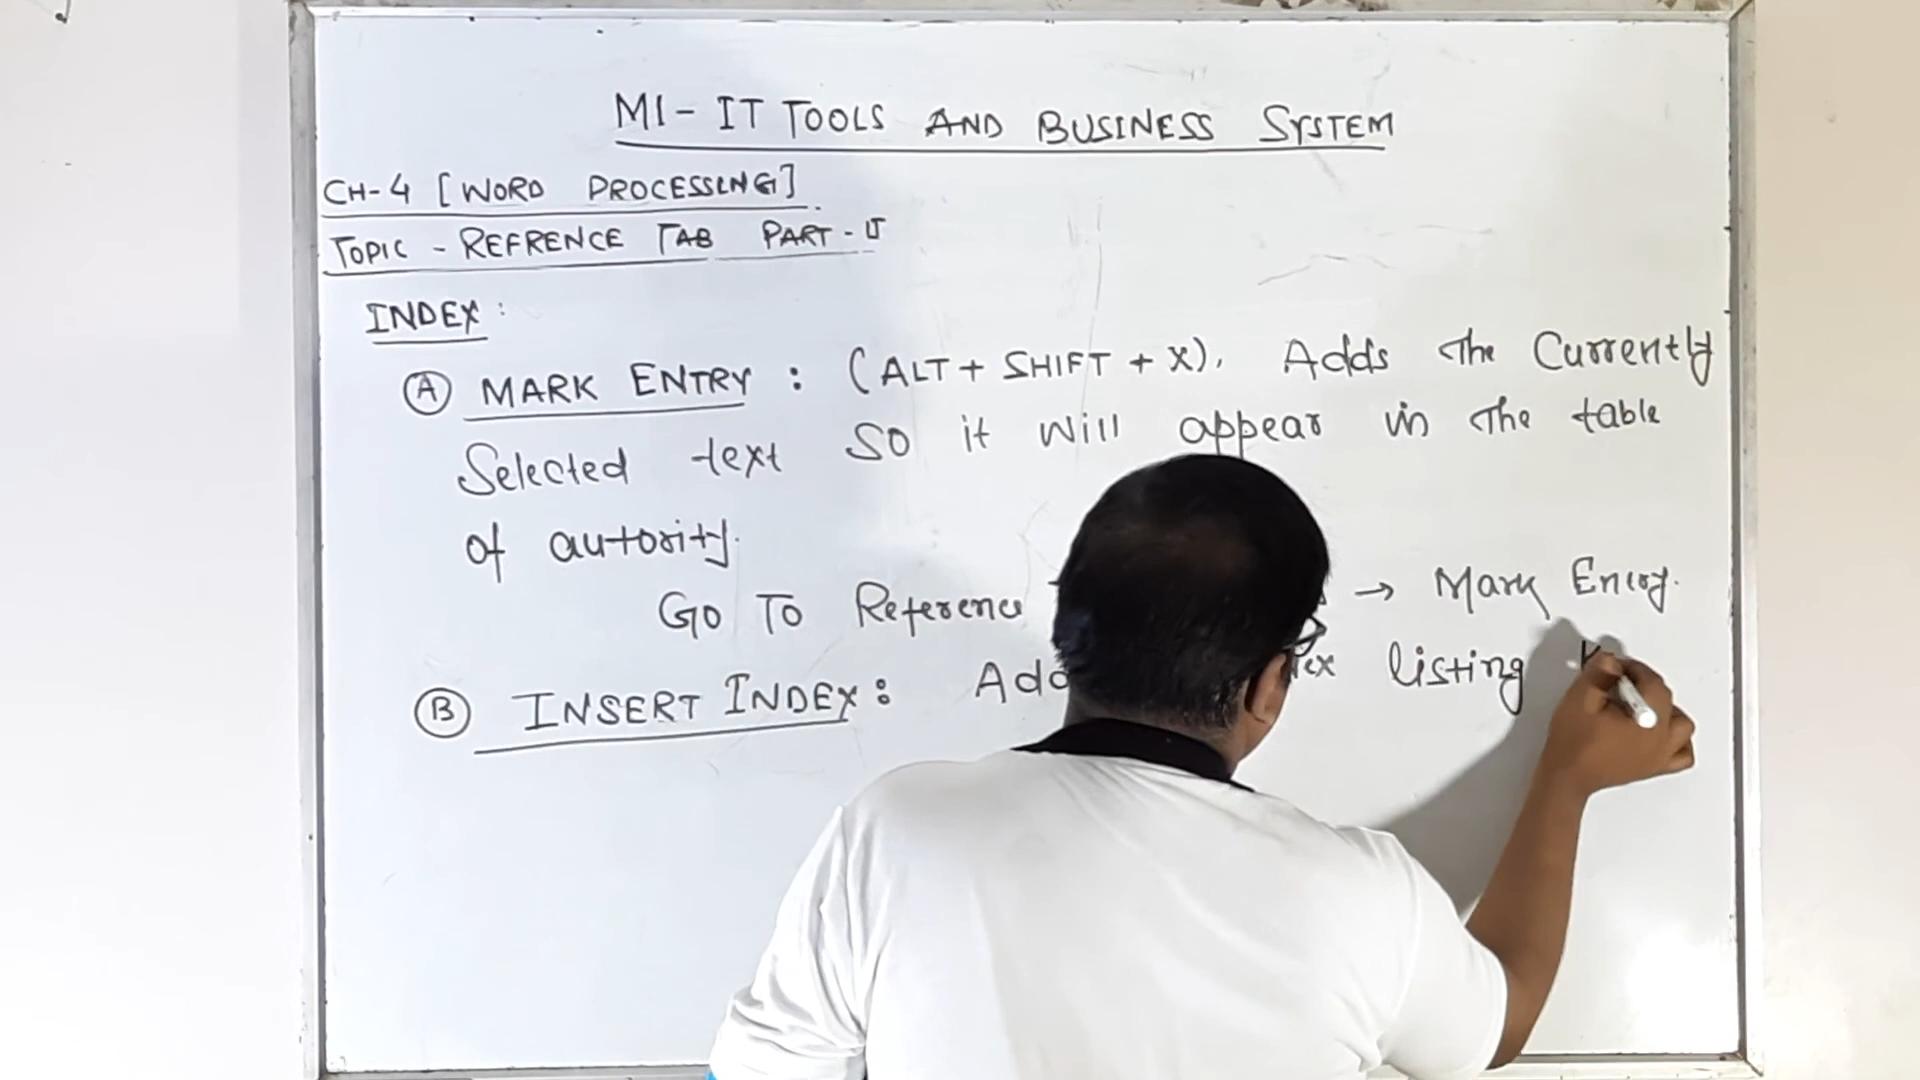 M1 - IT TOOLS AND BUSINESS SYSTEM
CH-4 [WORD PROCESSING]
TOPIC - REFRENCE TAB PART - II
INDEX :
(A) MARK ENTRY : (ALT + SHIFT + X). Adds the Currently
Selected text so it will appear in the table
of autority.
GO TO Reference → Mark Entry.
(B) INSERT INDEX : listing